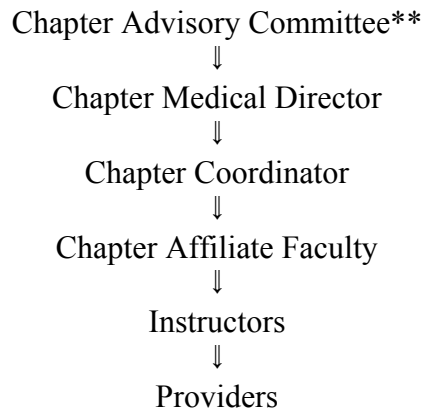 Chapter Advisory Committee**
⇓
Chapter Medical Director
⇓
Chapter Coordinator
⇓
Chapter Affiliate Faculty
⇓
Instructors
⇓
Providers